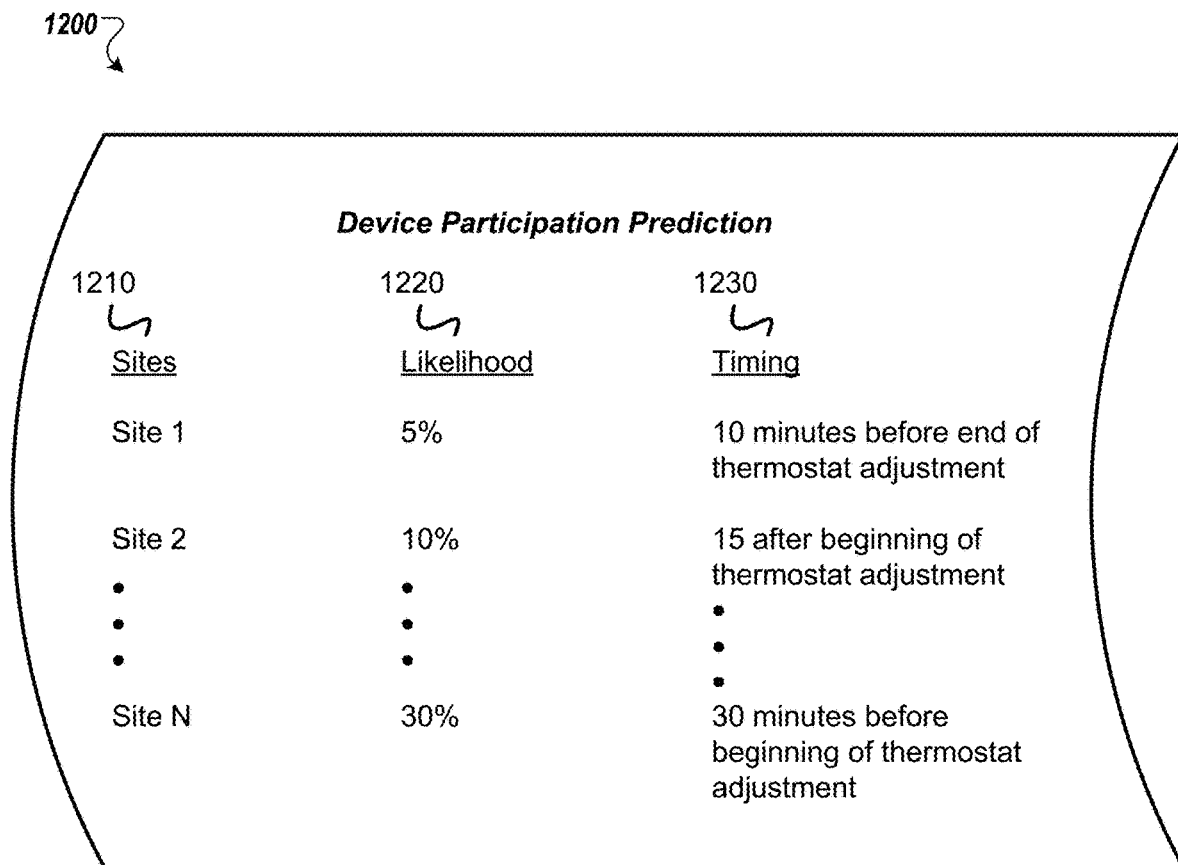 1200
Device Participation Prediction
1210 1220 1230
Sites Likelihood Timing
Site 1 5% 10 minutes before end of
thermostat adjustment
Site 2 10% 15 after beginning of
thermostat adjustment
Site N 30% 30 minutes before
beginning of thermostat
adjustment